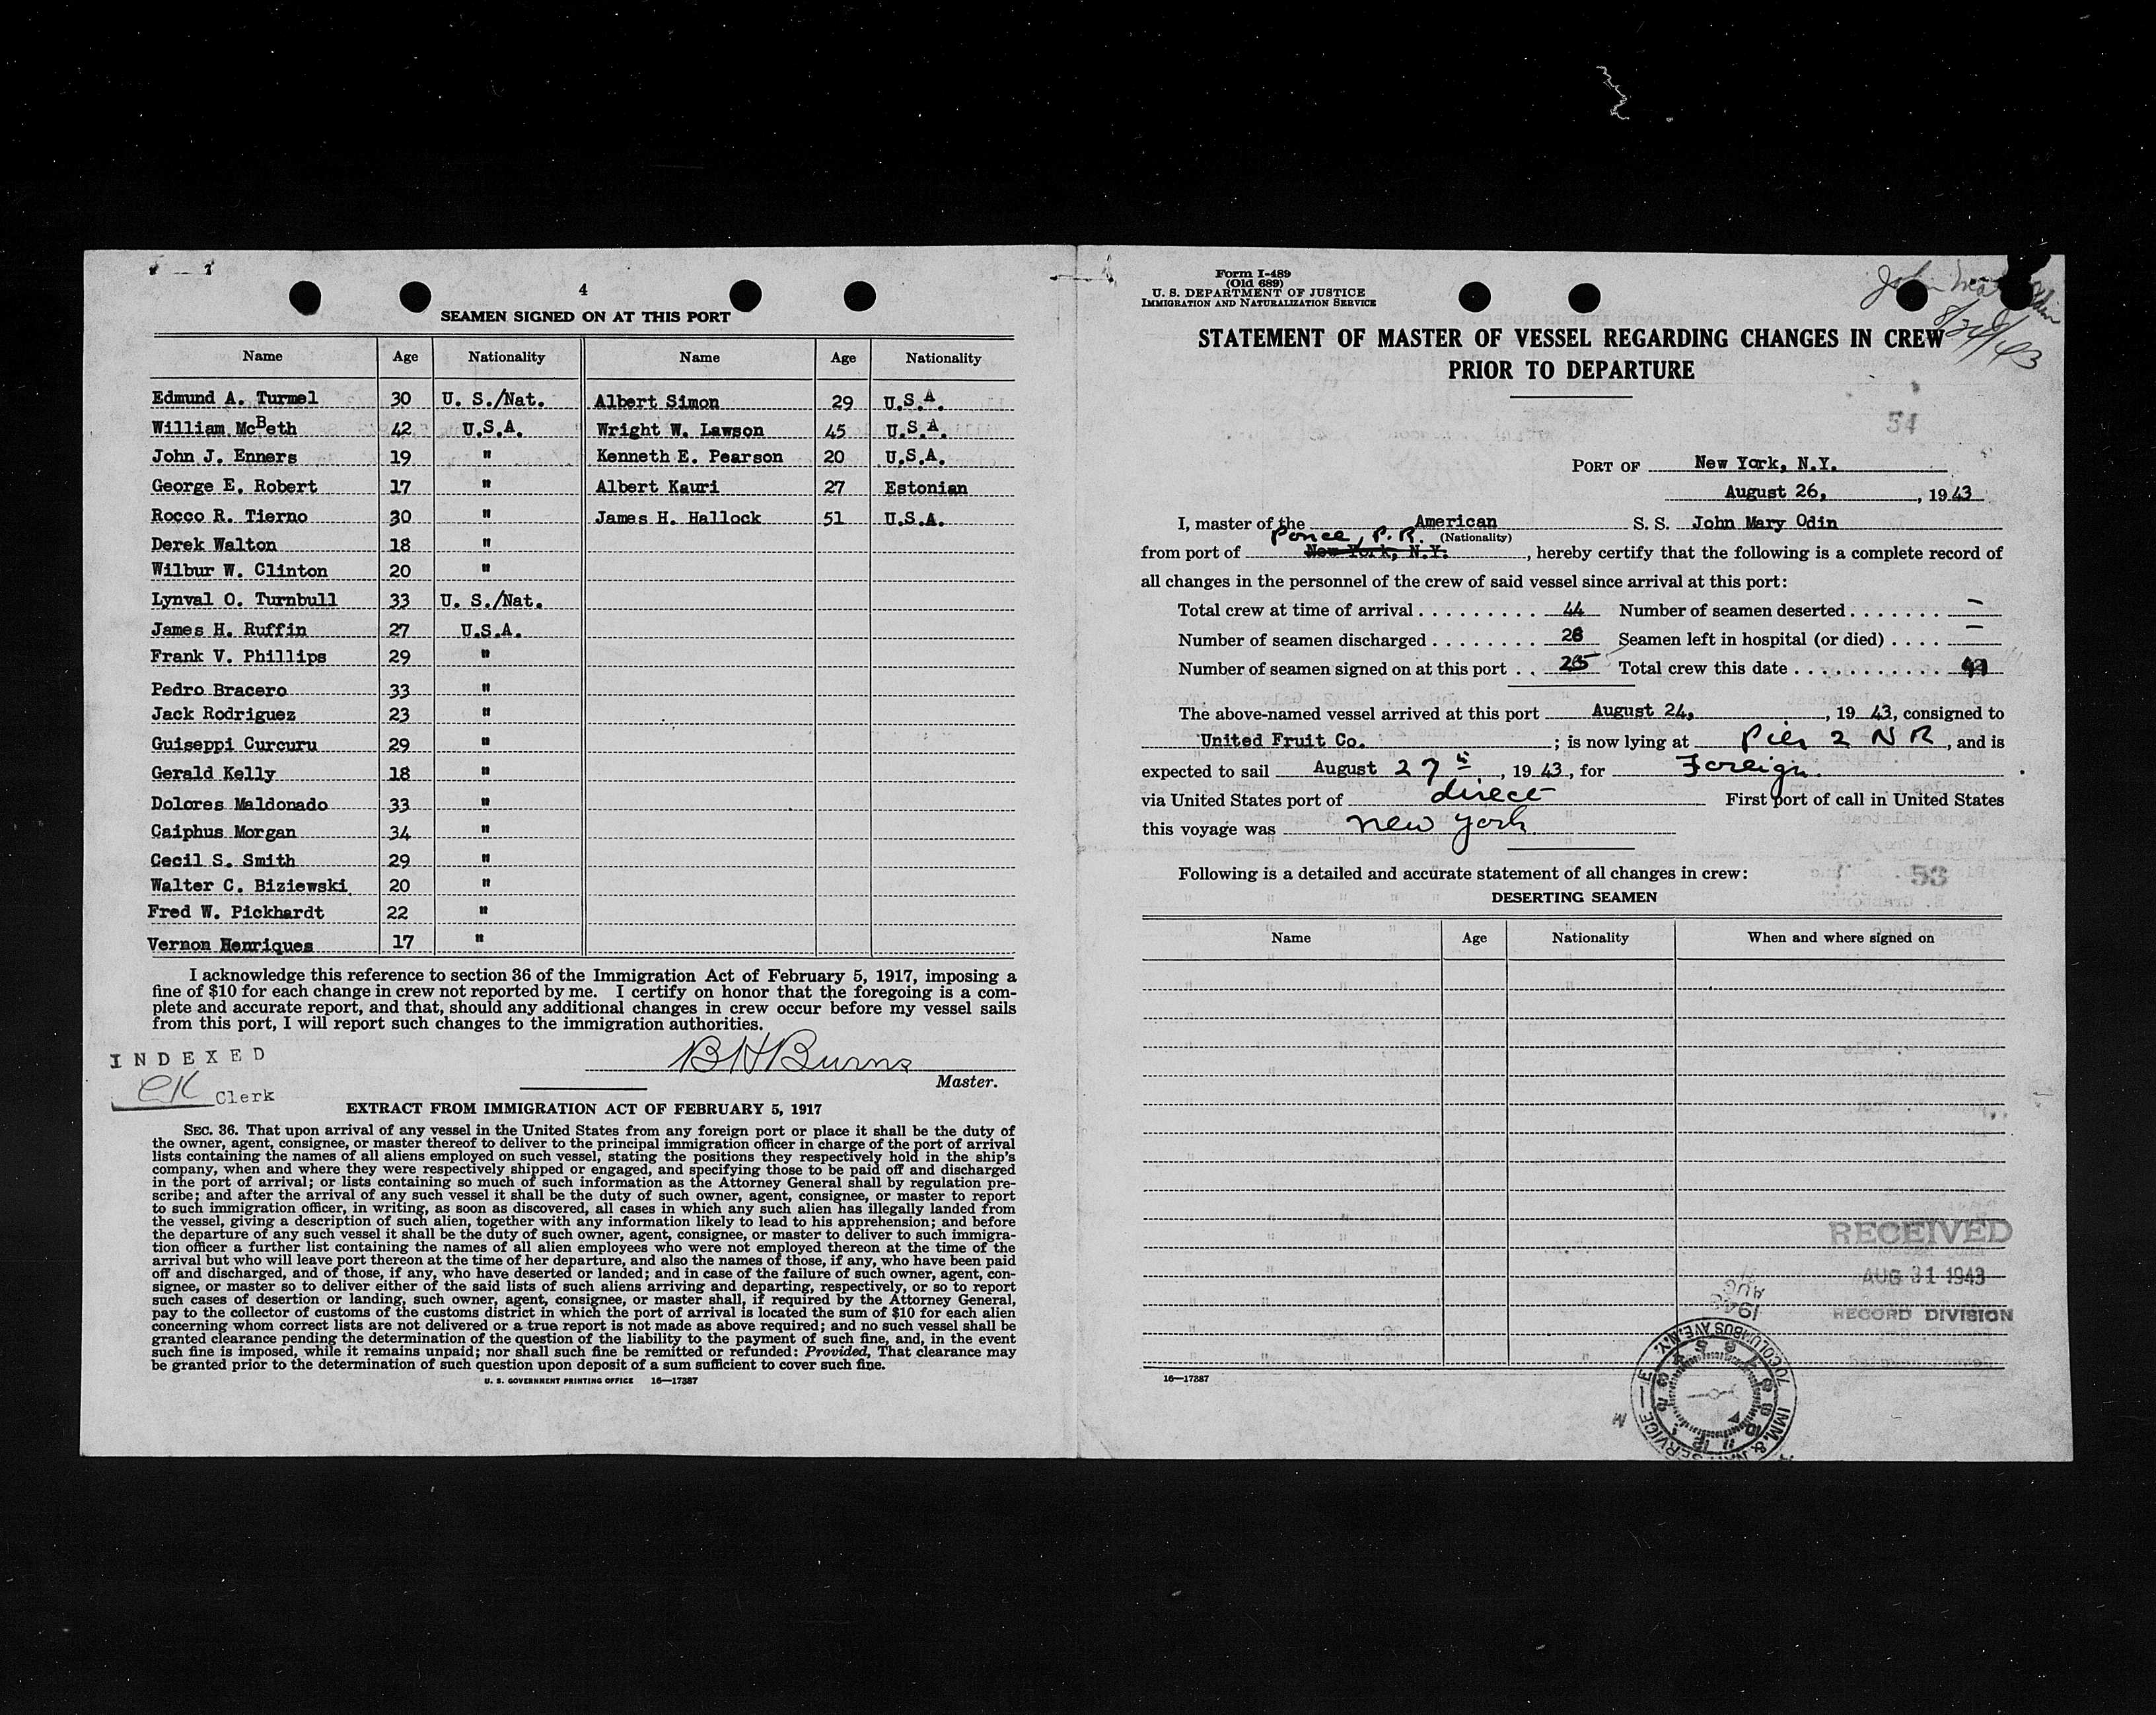 4
SEAMEN SIGNED ON AT THIS PORT
Name Age Nationality Name Age Nationality
Edmund A. Turmel 30 U. S./Nat. Albert Simon 29 U.S.A.
William McBeth 42 U.S.A. Wright W. Lawson 45 U.S.A.
John J. Enners 19 " Kenneth E. Pearson 20 U.S.A.
George E. Robert 17 " Albert Kauri 27 Estonian
Rocco R. Tierno 30 " James H. Hallock 51 U.S.A.
Derek Walton 18 "
Wilbur W. Clinton 20 "
Lynval O. Turnbull 33 U. S./Nat.
James H. Ruffin 27 U.S.A.
Frank V. Phillips 29 "
Pedro Bracero 33 "
Jack Rodriguez 23 "
Guiseppi Curcuru 29 "
Gerald Kelly 18 "
Dolores Maldonado 33 "
Caiphus Morgan 34 "
Cecil S. Smith 29 "
Walter C. Biziewski 20 "
Fred W. Pickhardt 22 "
Vernon Henriques 17 "
I acknowledge this reference to section 36 of the Immigration Act of February 5, 1917, imposing a
fine of $10 for each change in crew not reported by me. I certify on honor that the foregoing is a com-
plete and accurate report, and that, should any additional changes in crew occur before my vessel sails
from this port, I will report such changes to the immigration authorities.
BH Burns
Master.
INDEXED
CK Clerk
EXTRACT FROM IMMIGRATION ACT OF FEBRUARY 5, 1917
SEC. 36. That upon arrival of any vessel in the United States from any foreign port or place it shall be the duty of
the owner, agent, consignee, or master thereof to deliver to the principal immigration officer in charge of the port of arrival
lists containing the names of all aliens employed on such vessel, stating the positions they respectively hold in the ship's
company, when and where they were respectively shipped or engaged, and specifying those to be paid off and discharged
in the port of arrival; or lists containing so much of such information as the Attorney General shall by regulation pre-
scribe; and after the arrival of any such vessel it shall be the duty of such owner, agent, consignee, or master to report
to such immigration officer, in writing, as soon as discovered, all cases in which any such alien has illegally landed from
the vessel, giving a description of such alien, together with any information likely to lead to his apprehension; and before
the departure of any such vessel it shall be the duty of such owner, agent, consignee, or master to deliver to such immigra-
tion officer a further list containing the names of all alien employees who were not employed thereon at the time of the
arrival but who will leave port thereon at the time of her departure, and also the names of those, if any, who have been paid
off and discharged, and of those, if any, who have deserted or landed; and in case of the failure of such owner, agent, con-
signee, or master so to deliver either of the said lists of such aliens arriving and departing, respectively, or so to report
such cases of desertion or landing, such owner, agent, consignee, or master shall, if required by the Attorney General,
pay to the collector of customs of the customs district in which the port of arrival is located the sum of $10 for each alien
concerning whom correct lists are not delivered or a true report is not made as above required; and no such vessel shall be
granted clearance pending the determination of the question of the liability to the payment of such fine, and, in the event
such fine is imposed, while it remains unpaid; nor shall such fine be remitted or refunded: Provided, That clearance may
be granted prior to the determination of such question upon deposit of a sum sufficient to cover such fine.
U. S. GOVERNMENT PRINTING OFFICE 16—17387
Form I-489
(Old 689)
U. S. DEPARTMENT OF JUSTICE
IMMIGRATION AND NATURALIZATION SERVICE
John
8/26/43
STATEMENT OF MASTER OF VESSEL REGARDING CHANGES IN CREW
PRIOR TO DEPARTURE
54
PORT OF New York, N.Y.
August 26, , 1943
I, master of the American S. S. John Mary Odin
Ponce, P.R. (Nationality)
from port of New York, N.Y. , hereby certify that the following is a complete record of
all changes in the personnel of the crew of said vessel since arrival at this port:
Total crew at time of arrival . . . . . . . . . 44 Number of seamen deserted . . . . . . . —
Number of seamen discharged . . . . . . . . 28 Seamen left in hospital (or died) . . . . —
Number of seamen signed on at this port . . 25 Total crew this date . . . . . . . . . . . 41
The above-named vessel arrived at this port August 24, , 1943, consigned to
United Fruit Co. ; is now lying at Pier 2 N R , and is
expected to sail August 27th , 1943, for Foreign.
via United States port of direct First port of call in United States
this voyage was New York
Following is a detailed and accurate statement of all changes in crew:
53
DESERTING SEAMEN
Name Age Nationality When and where signed on
RECEIVED
AUG 31 1943
RECORD DIVISION
1943
AUG
70 COLUMBUS AVE. N.Y.
IMM. & NAT. SERVICE
16—17387